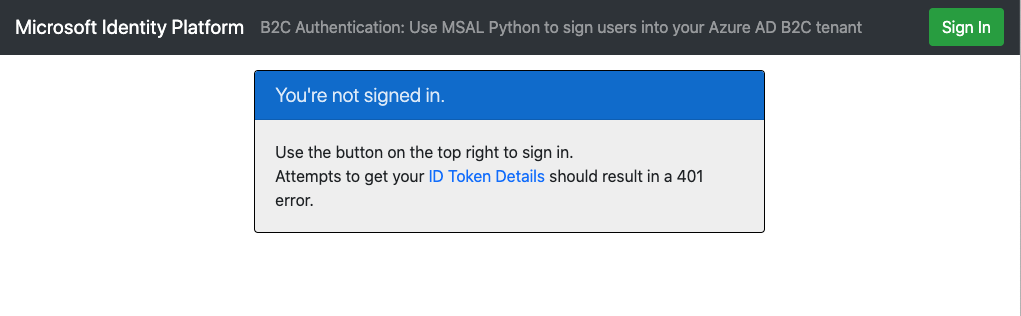 Microsoft Identity Platform B2C Authentication: Use MSAL Python to sign users into your Azure AD B2C tenant Sign In
You're not signed in.
Use the button on the top right to sign in.
Attempts to get your ID Token Details should result in a 401
error.